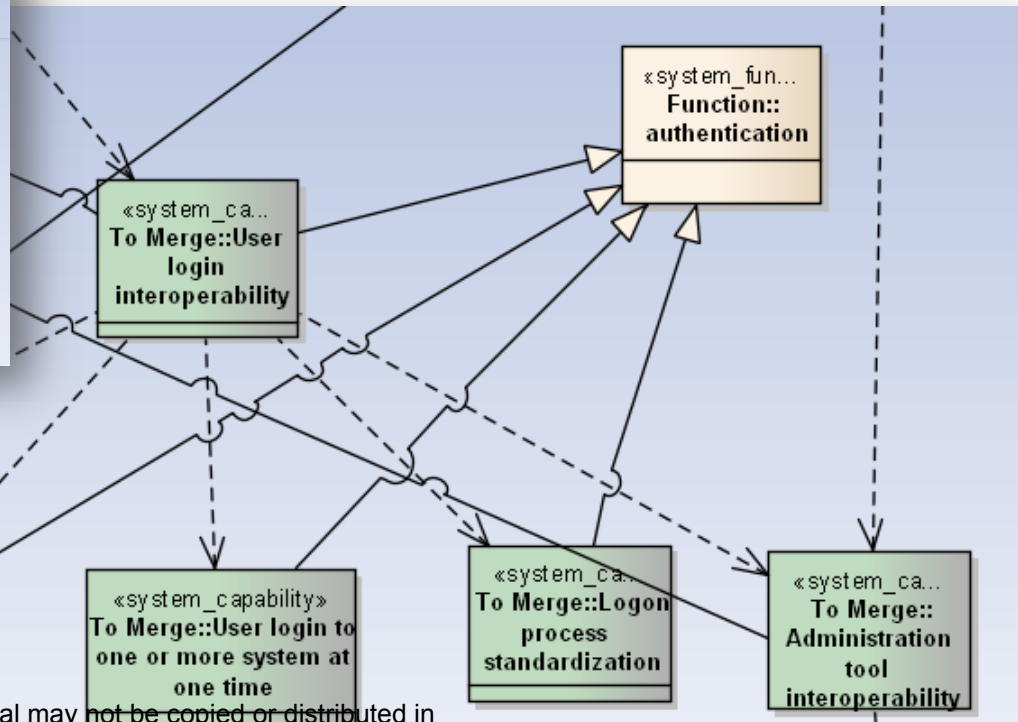 «system_fun...
Function::
authentication
«system_ca...
To Merge::User
login
interoperability
«system_capability»
To Merge::User login to
one or more system at
one time
«system_ca...
To Merge::Logon
process
standardization
«system_ca...
To Merge::
Administration
tool
interoperability
al may not be copied or distributed in